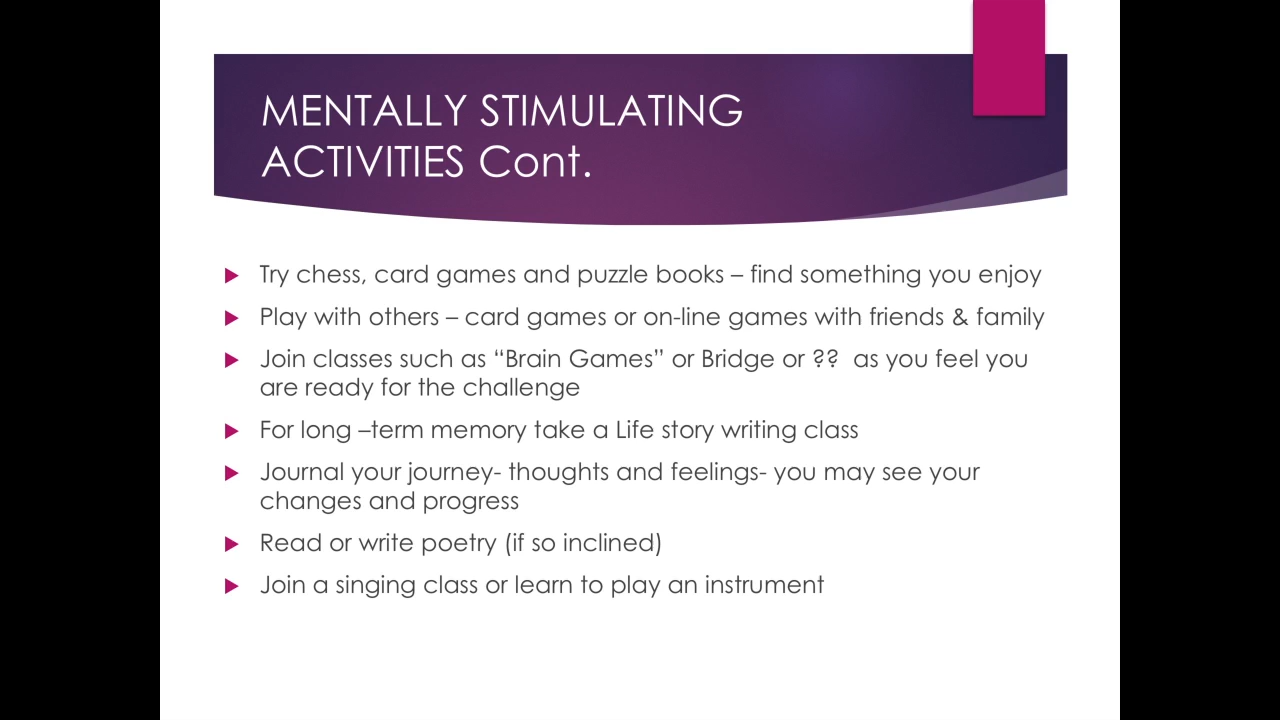 MENTALLY STIMULATING
ACTIVITIES Cont.
Try chess, card games and puzzle books – find something you enjoy
Play with others – card games or on-line games with friends & family
Join classes such as “Brain Games” or Bridge or ??  as you feel you
are ready for the challenge
For long –term memory take a Life story writing class
Journal your journey- thoughts and feelings- you may see your
changes and progress
Read or write poetry (if so inclined)
Join a singing class or learn to play an instrument